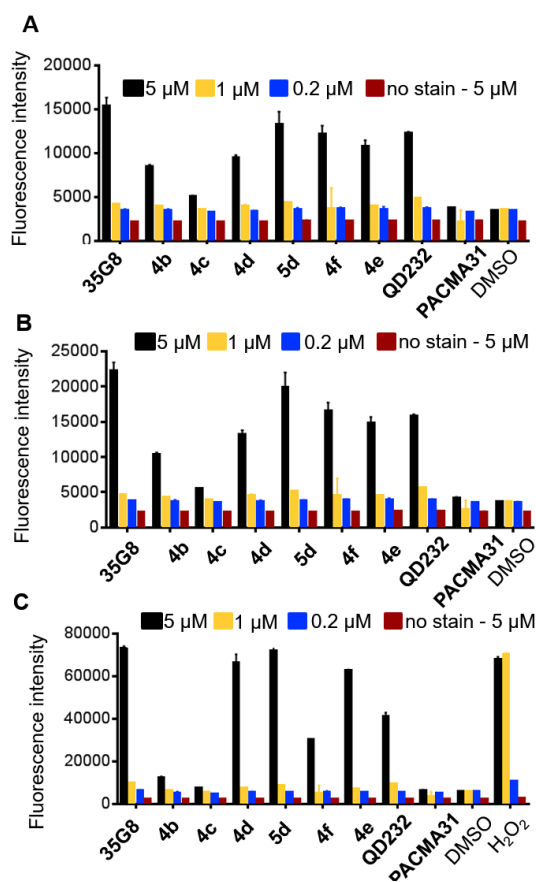 A
Fluorescence intensity
20000
15000
10000
5000
0
5 μM 1 μM 0.2 μM no stain - 5 μM
35G8 4b 4c 4d 5d 4f 4e QD232 PACMA31 DMSO
B
Fluorescence intensity
25000
20000
15000
10000
5000
0
5 μM 1 μM 0.2 μM no stain - 5 μM
35G8 4b 4c 4d 5d 4f 4e QD232 PACMA31 DMSO
C
Fluorescence intensity
80000
60000
40000
20000
0
5 μM 1 μM 0.2 μM no stain - 5 μM
35G8 4b 4c 4d 5d 4f 4e QD232 PACMA31 DMSO H₂O₂